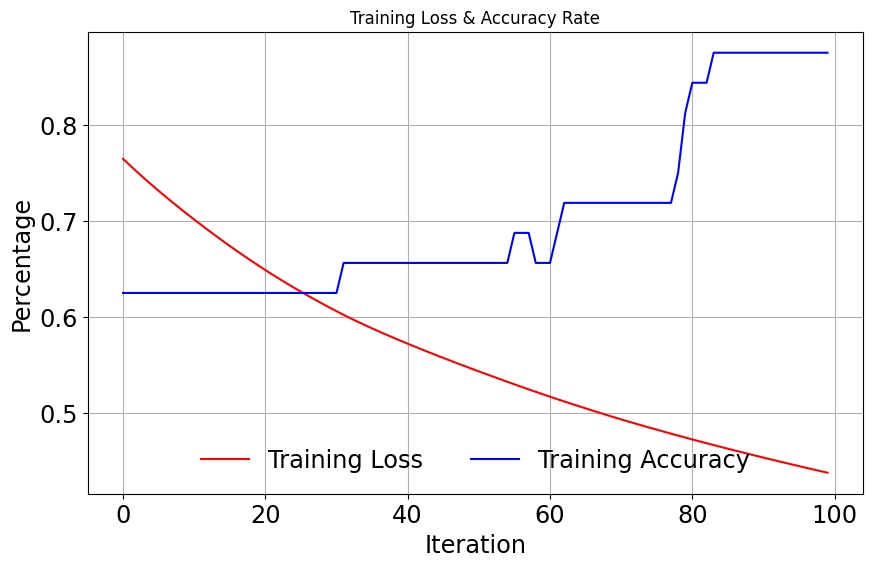 Training Loss & Accuracy Rate
0.8
0.7
0.6
0.5
Percentage
Training Loss
Training Accuracy
0 20 40 60 80 100
Iteration